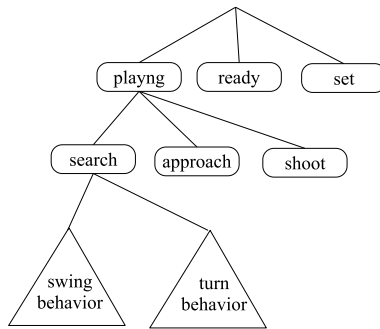 playng
ready
set
search
approach
shoot
swing
behavior
turn
behavior